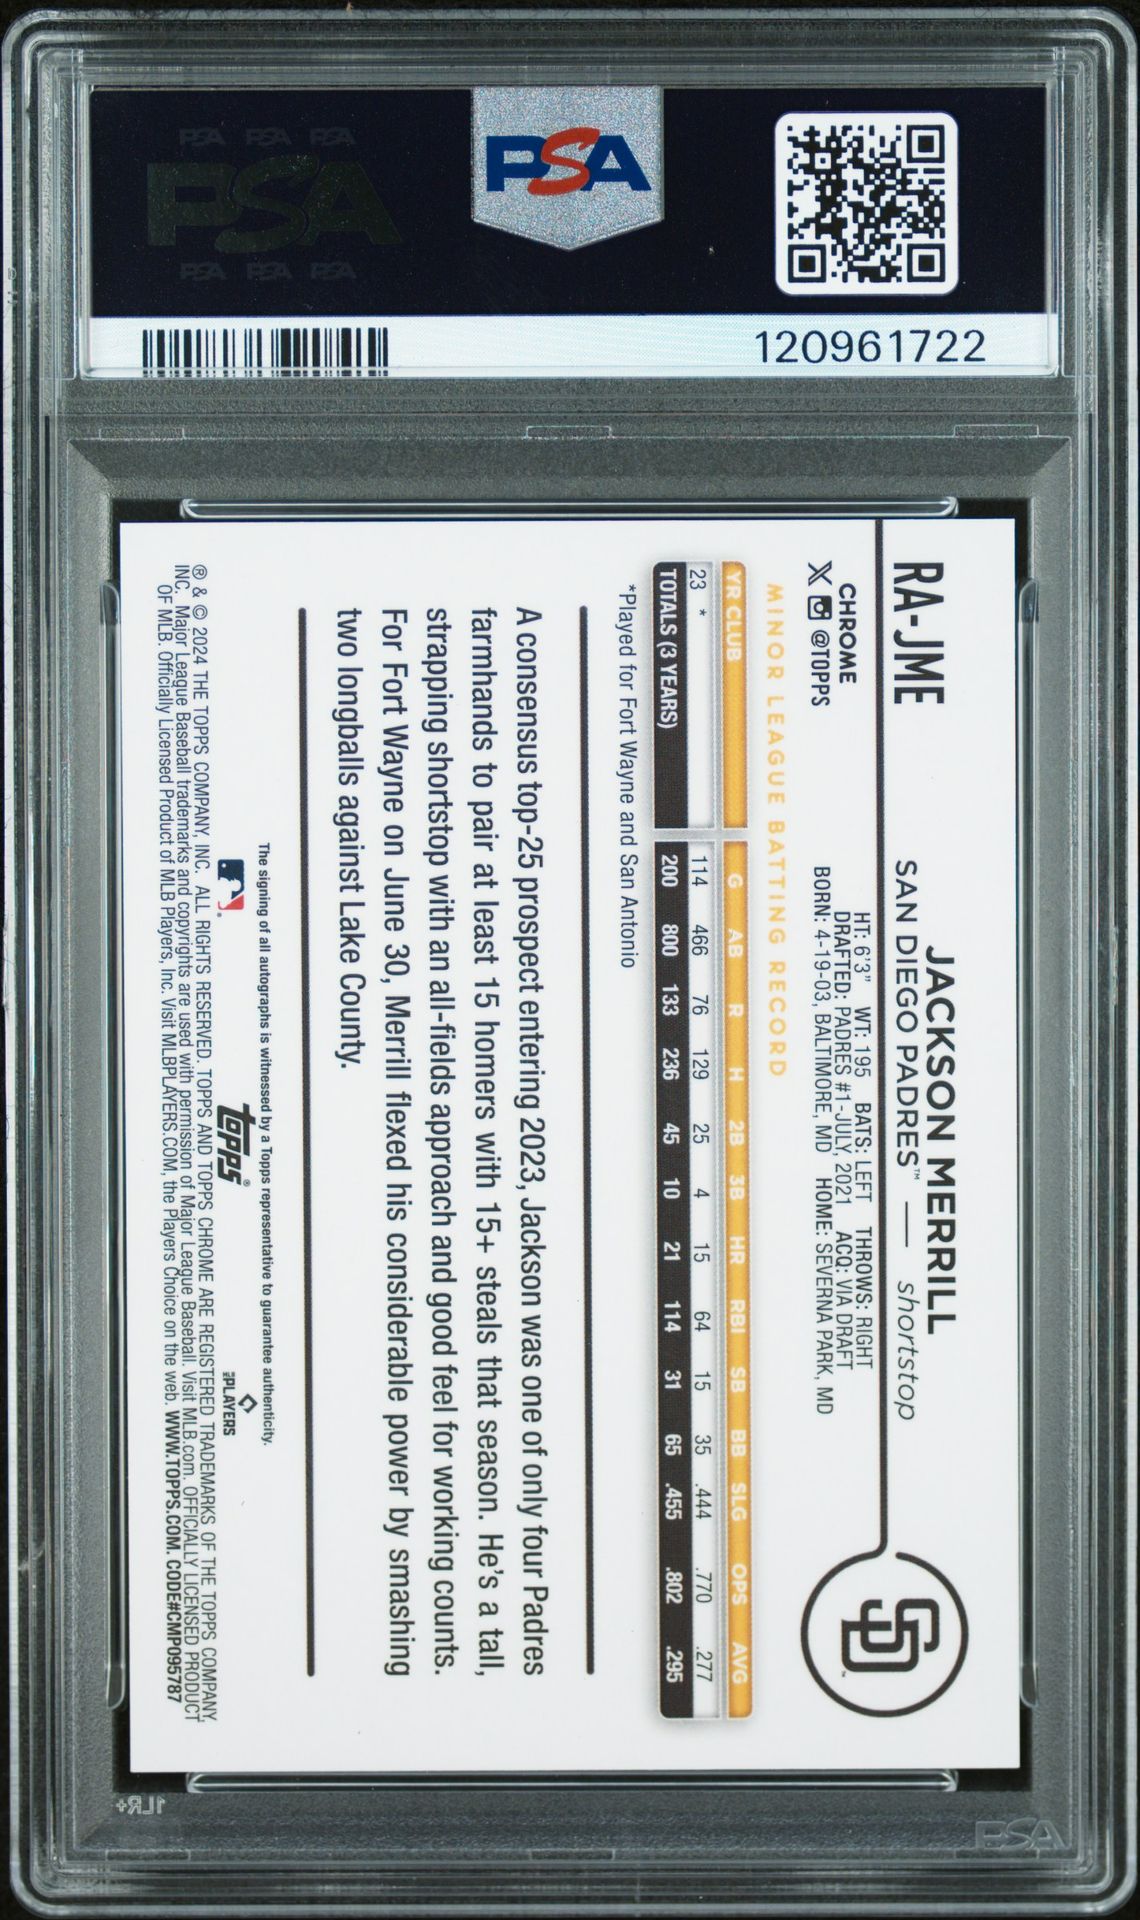 PSA PSA PSA
PSA
PSA PSA PSA
PSA
120961722
RA-JME
JACKSON MERRILL
SAN DIEGO PADRES™ — shortstop
SD
CHROME
X @TOPPS
HT: 6'3" WT: 195 BATS: LEFT THROWS: RIGHT
DRAFTED: PADRES #1-JULY, 2021 ACQ: VIA DRAFT
BORN: 4-19-03, BALTIMORE, MD HOME: SEVERNA PARK, MD
MINOR LEAGUE BATTING RECORD
YR CLUB G AB R H 2B 3B HR RBI SB BB SLG OPS AVG
23 * 114 466 76 129 25 4 15 64 15 35 .444 .770 .277
TOTALS (3 YEARS) 200 800 133 236 45 10 21 114 31 65 .455 .802 .295
*Played for Fort Wayne and San Antonio
A consensus top-25 prospect entering 2023, Jackson was one of only four Padres
farmhands to pair at least 15 homers with 15+ steals that season. He's a tall,
strapping shortstop with an all-fields approach and good feel for working counts.
For Fort Wayne on June 30, Merrill flexed his considerable power by smashing
two longballs against Lake County.
The signing of all autographs is witnessed by a Topps representative to guarantee authenticity.
topps®
MLB PLAYERS
® & © 2024 THE TOPPS COMPANY, INC. ALL RIGHTS RESERVED. TOPPS AND TOPPS CHROME ARE REGISTERED TRADEMARKS OF THE TOPPS COMPANY,
INC. Major League Baseball trademarks and copyrights are used with permission of Major League Baseball. Visit MLB.com. OFFICIALLY LICENSED PRODUCT
OF MLB. Officially Licensed Product of MLB Players, Inc. Visit MLBPLAYERS.COM, the Players Choice on the web. WWW.TOPPS.COM. CODE#CMP095787
1LR+
PSA